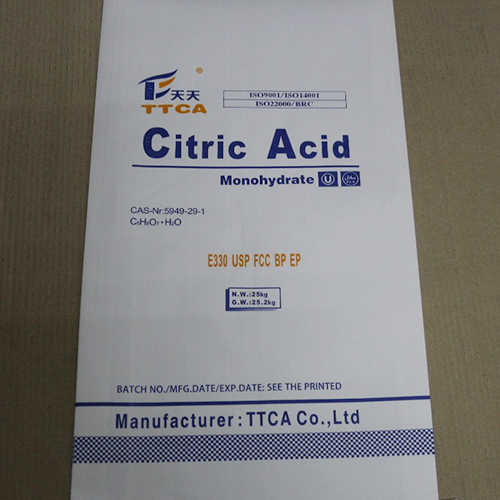 天天 ®
TTCA
ISO9001/ISO14001
ISO22000/BRC
Citric Acid
Monohydrate U
CAS-Nr:5949-29-1
C₆H₈O₇·H₂O
E330 USP FCC BP EP
N.W.:25kg
G.W.:25.2kg
BATCH NO./MFG.DATE/EXP.DATE: SEE THE PRINTED
Manufacturer:TTCA Co.,Ltd